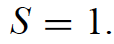 S = 1.